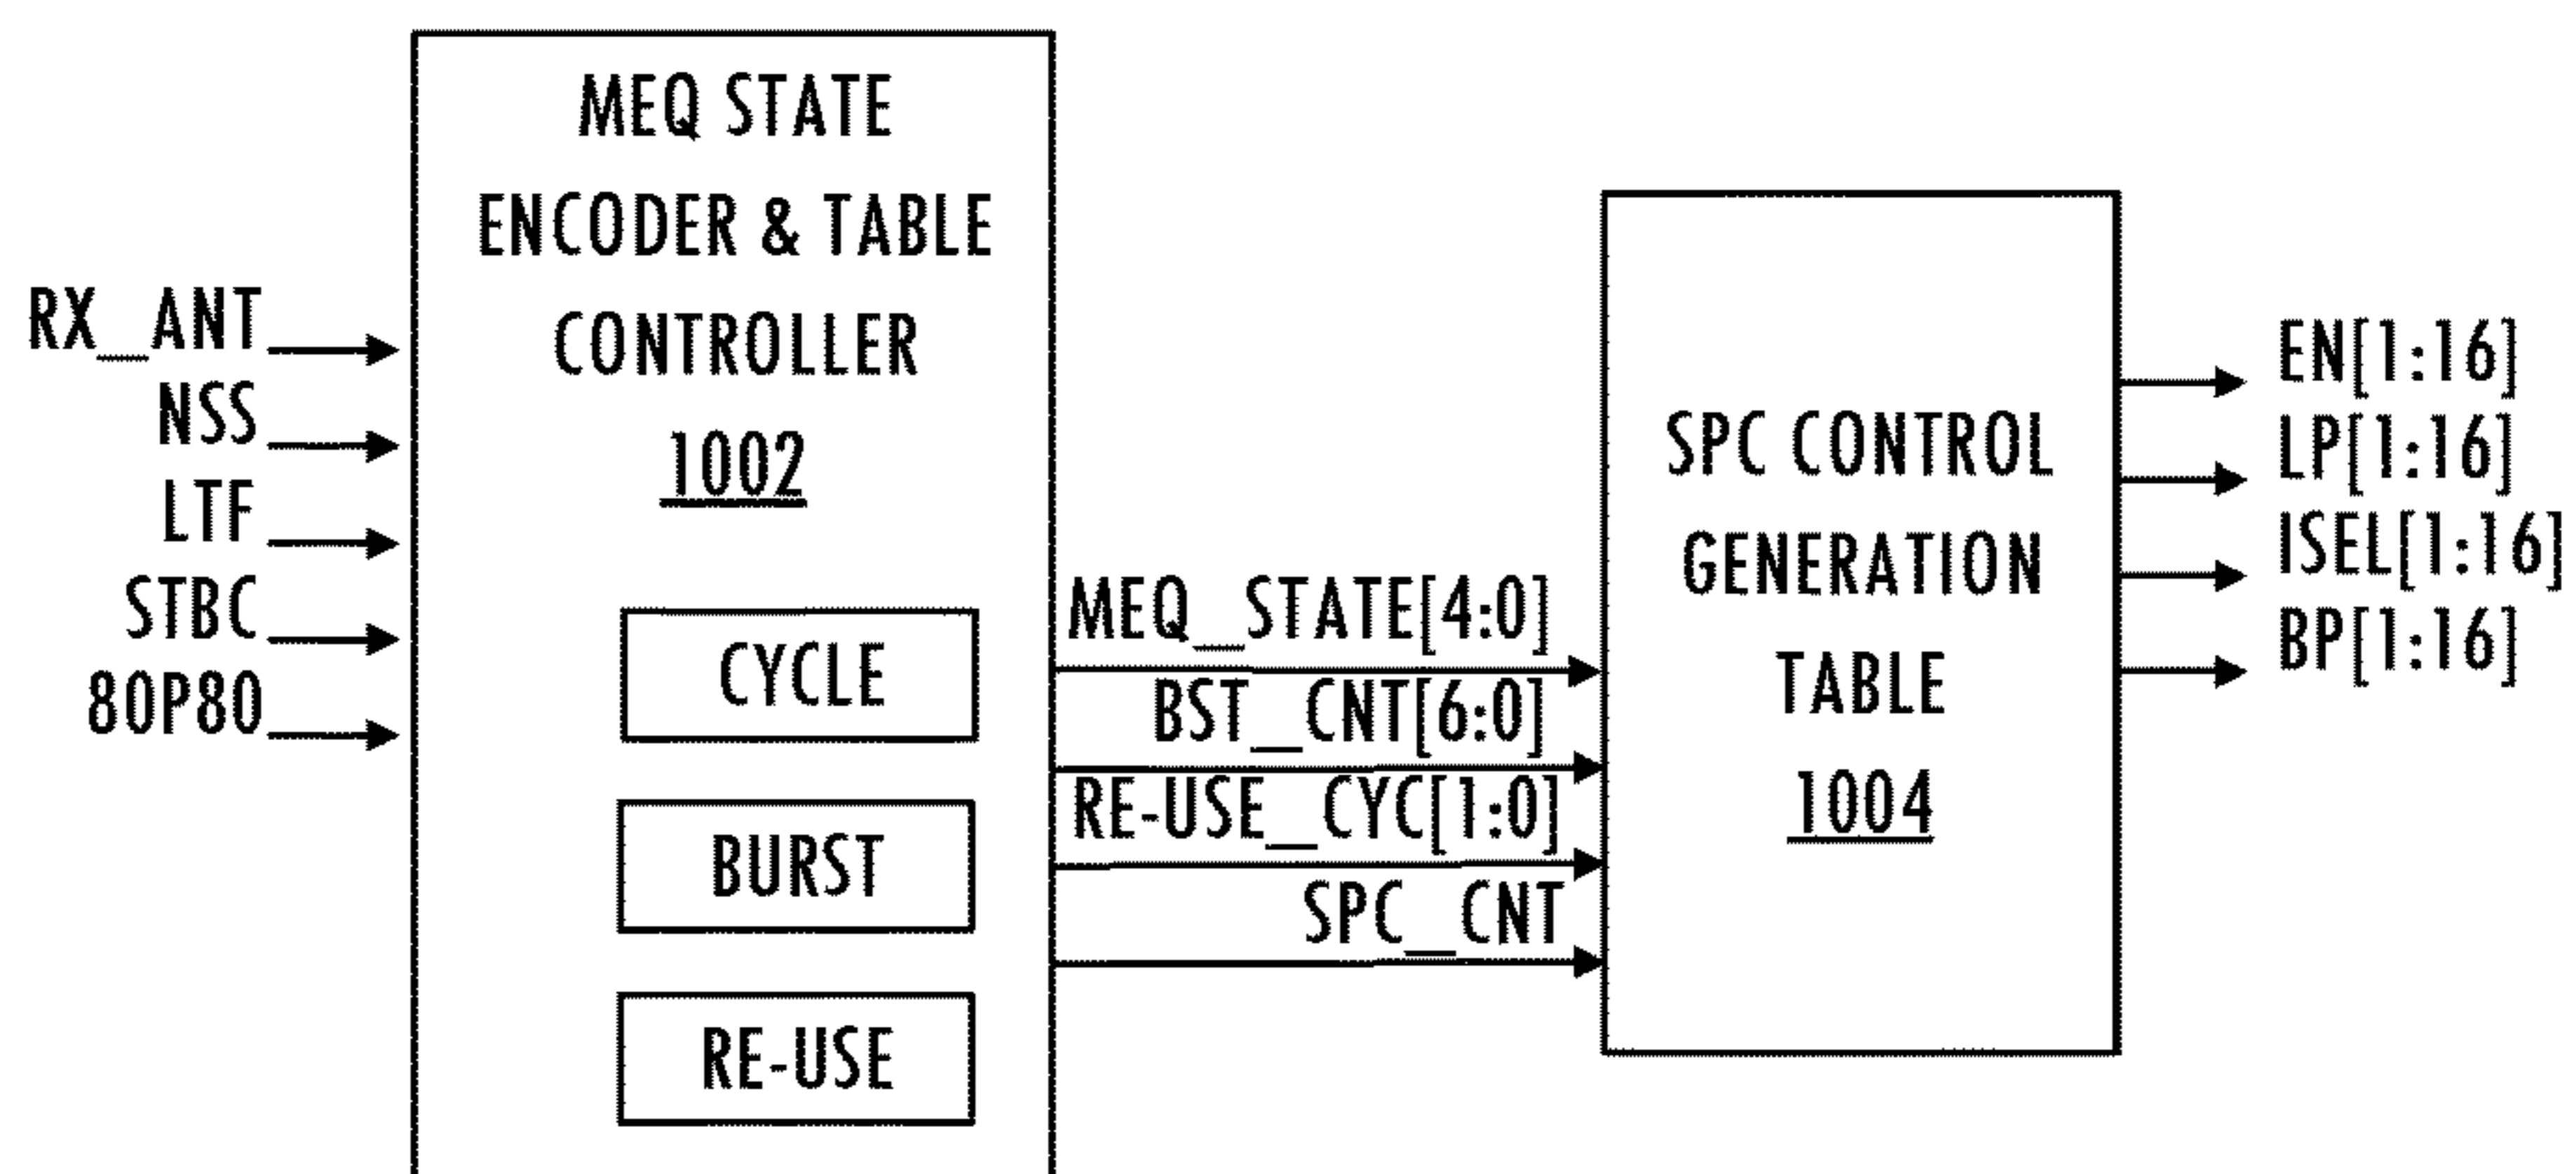 MEQ STATE
ENCODER & TABLE
CONTROLLER
1002
RX_ANT
NSS
LTF
STBC
80P80
CYCLE
BURST
RE-USE
MEQ_STATE[4:0]
BST_CNT[6:0]
RE-USE_CYC[1:0]
SPC_CNT
SPC CONTROL
GENERATION
TABLE
1004
EN[1:16]
LP[1:16]
ISEL[1:16]
BP[1:16]